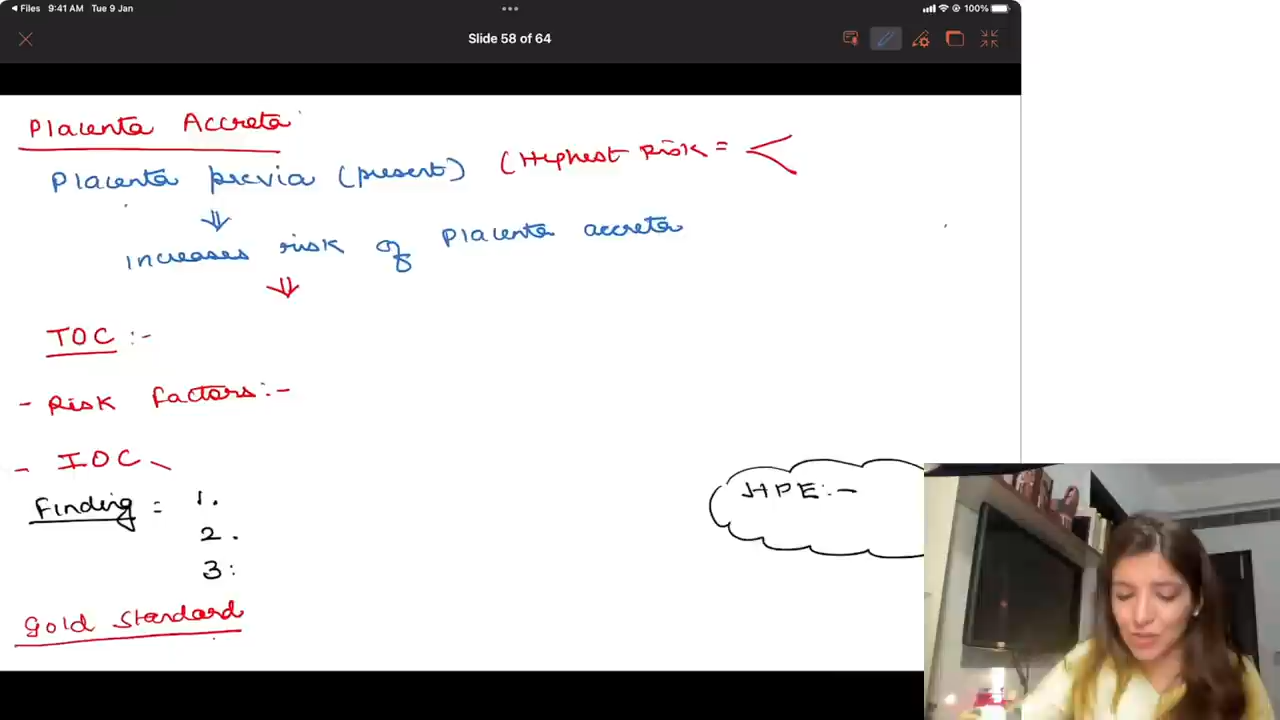 Files 9:41 AM Tue 9 Jan 100%
Slide 58 of 64
Placenta Accreta
Placenta previa (present) (Highest Risk =
increases risk of placenta accreta
TOC :-
- Risk factors :-
- IOC
Finding = 1.
2.
3:
HPE :-
Gold Standard